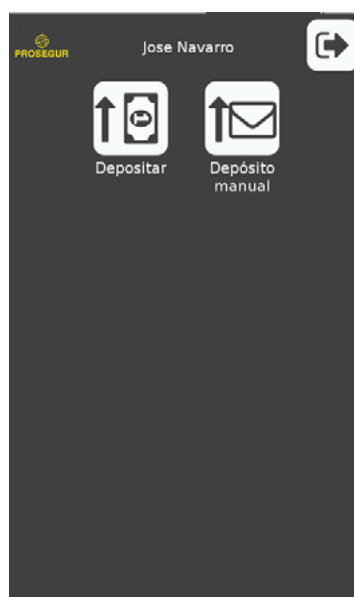 PROSEGUR
Jose Navarro
Depositar
Depósito
manual